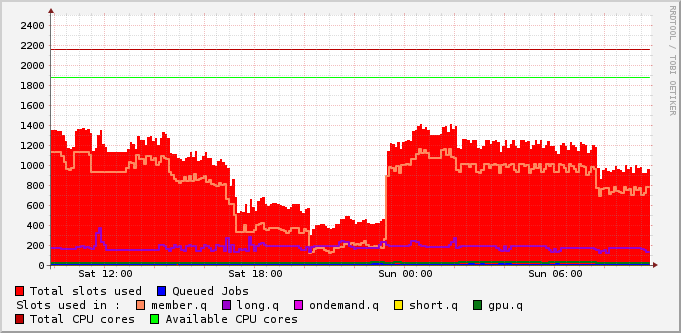 RRDTOOL / TOBI OETIKER
2400
2200
2000
1800
1600
1400
1200
1000
800
600
400
200
0
Sat 12:00 Sat 18:00 Sun 00:00 Sun 06:00
Total slots used Queued Jobs
Slots used in : member.q long.q ondemand.q short.q gpu.q
Total CPU cores Available CPU cores